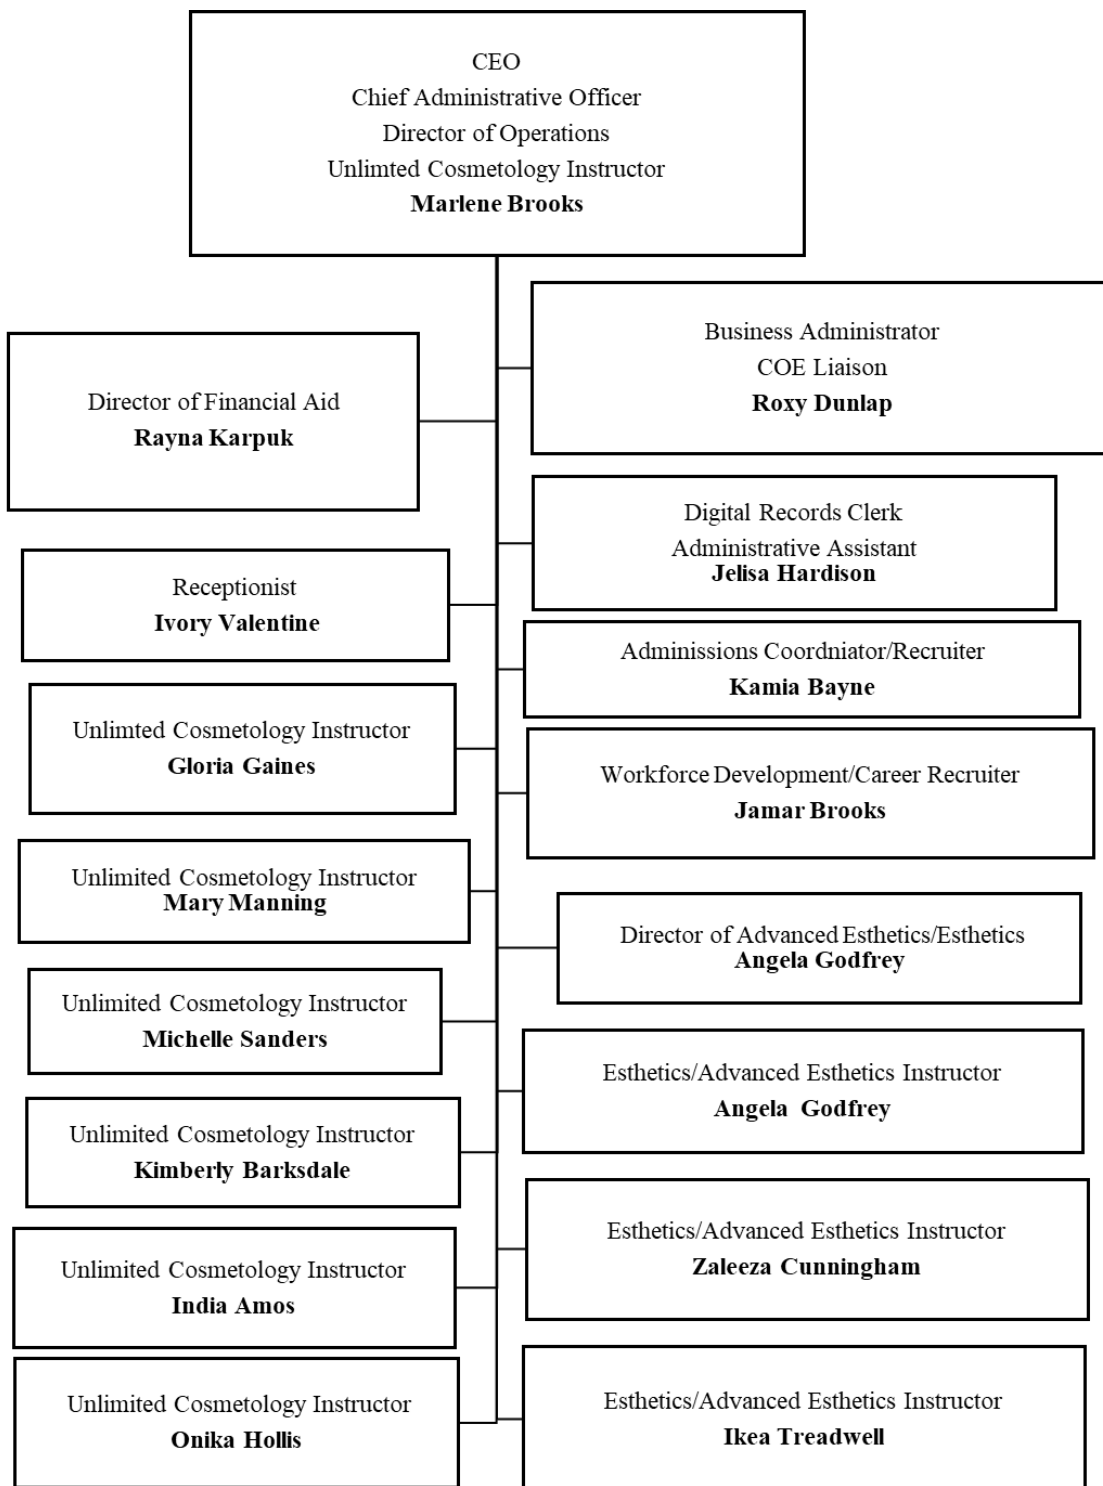 CEO
Chief Administrative Officer
Director of Operations
Unlimted Cosmetology Instructor
Marlene Brooks
Business Administrator
COE Liaison
Roxy Dunlap
Director of Financial Aid
Rayna Karpuk
Digital Records Clerk
Administrative Assistant
Jelisa Hardison
Receptionist
Ivory Valentine
Adminissions Coordniator/Recruiter
Kamia Bayne
Unlimted Cosmetology Instructor
Gloria Gaines
Workforce Development/Career Recruiter
Jamar Brooks
Unlimited Cosmetology Instructor
Mary Manning
Director of Advanced Esthetics/Esthetics
Angela Godfrey
Unlimited Cosmetology Instructor
Michelle Sanders
Esthetics/Advanced Esthetics Instructor
Angela Godfrey
Unlimited Cosmetology Instructor
Kimberly Barksdale
Esthetics/Advanced Esthetics Instructor
Zaleeza Cunningham
Unlimited Cosmetology Instructor
India Amos
Esthetics/Advanced Esthetics Instructor
Ikea Treadwell
Unlimited Cosmetology Instructor
Onika Hollis